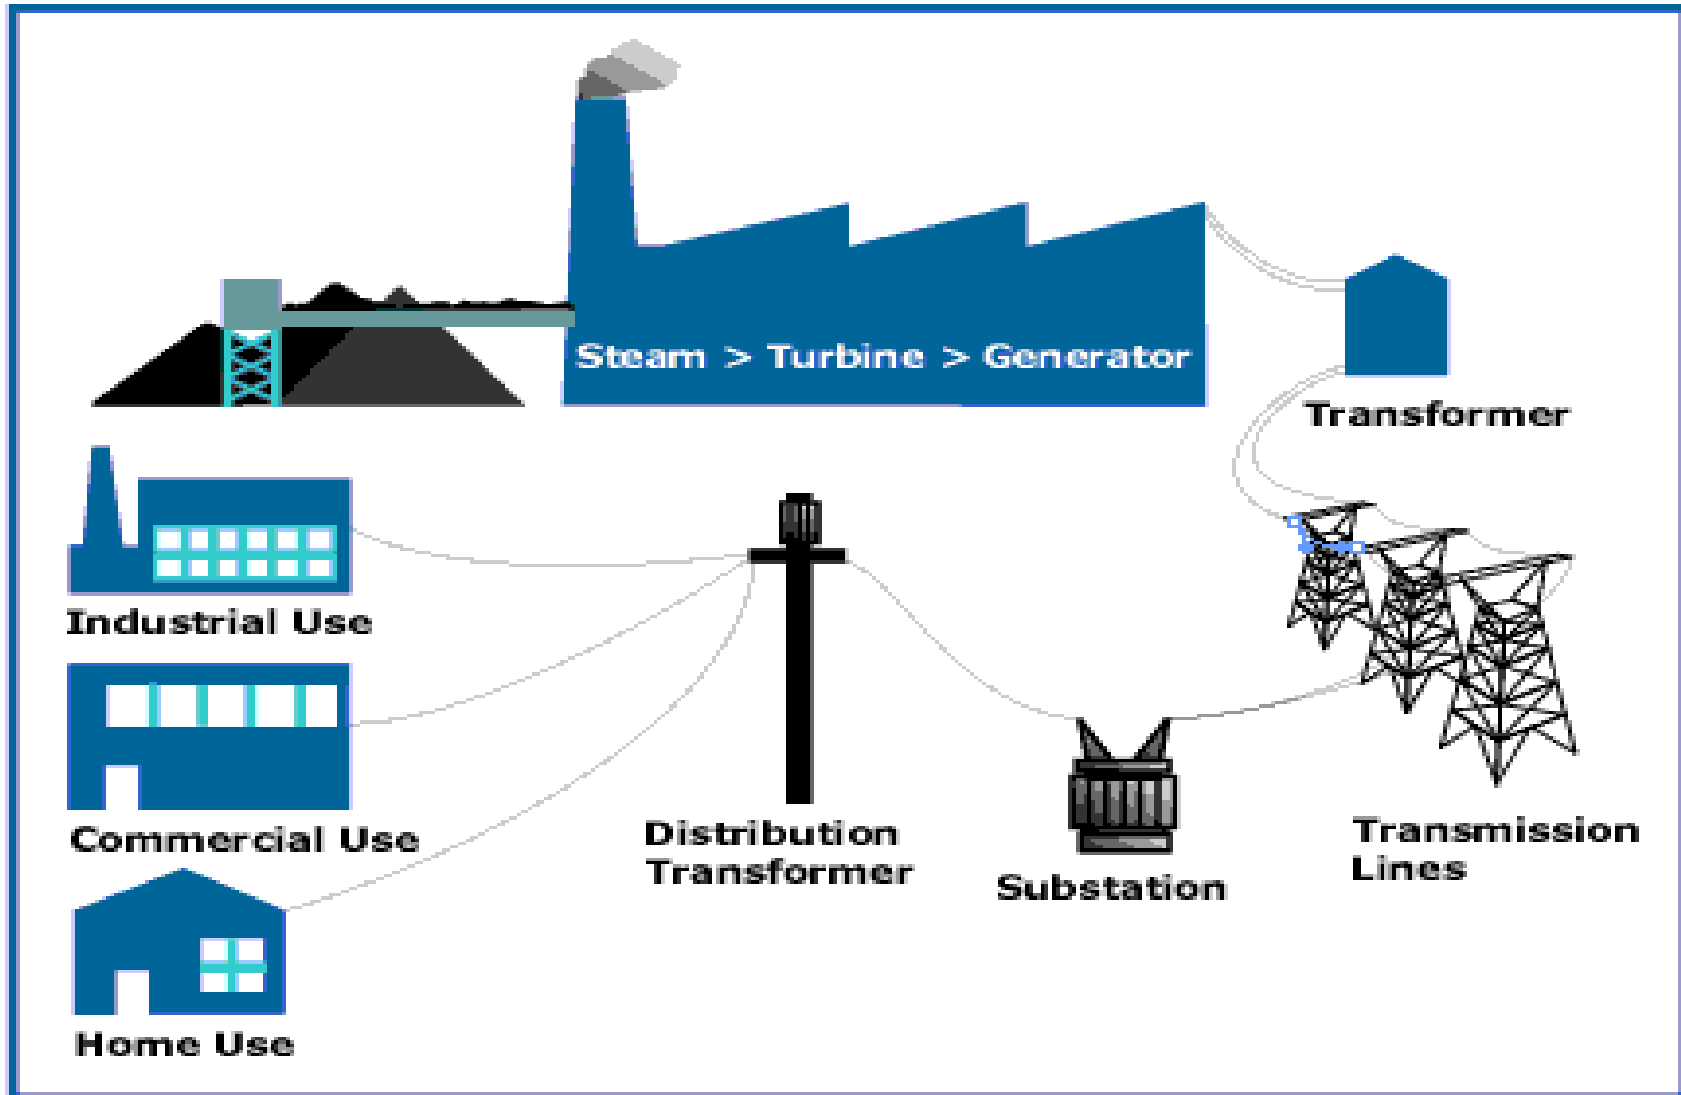 Steam > Turbine > Generator
Transformer
Industrial Use
Commercial Use
Distribution
Transformer
Substation
Transmission
Lines
Home Use